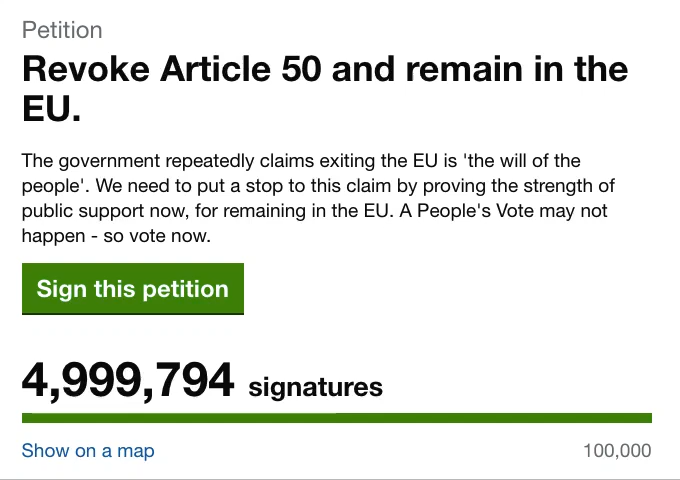 Petition
Revoke Article 50 and remain in the
EU.
The government repeatedly claims exiting the EU is 'the will of the
people'. We need to put a stop to this claim by proving the strength of
public support now, for remaining in the EU. A People's Vote may not
happen - so vote now.
Sign this petition
4,999,794 signatures
Show on a map 100,000